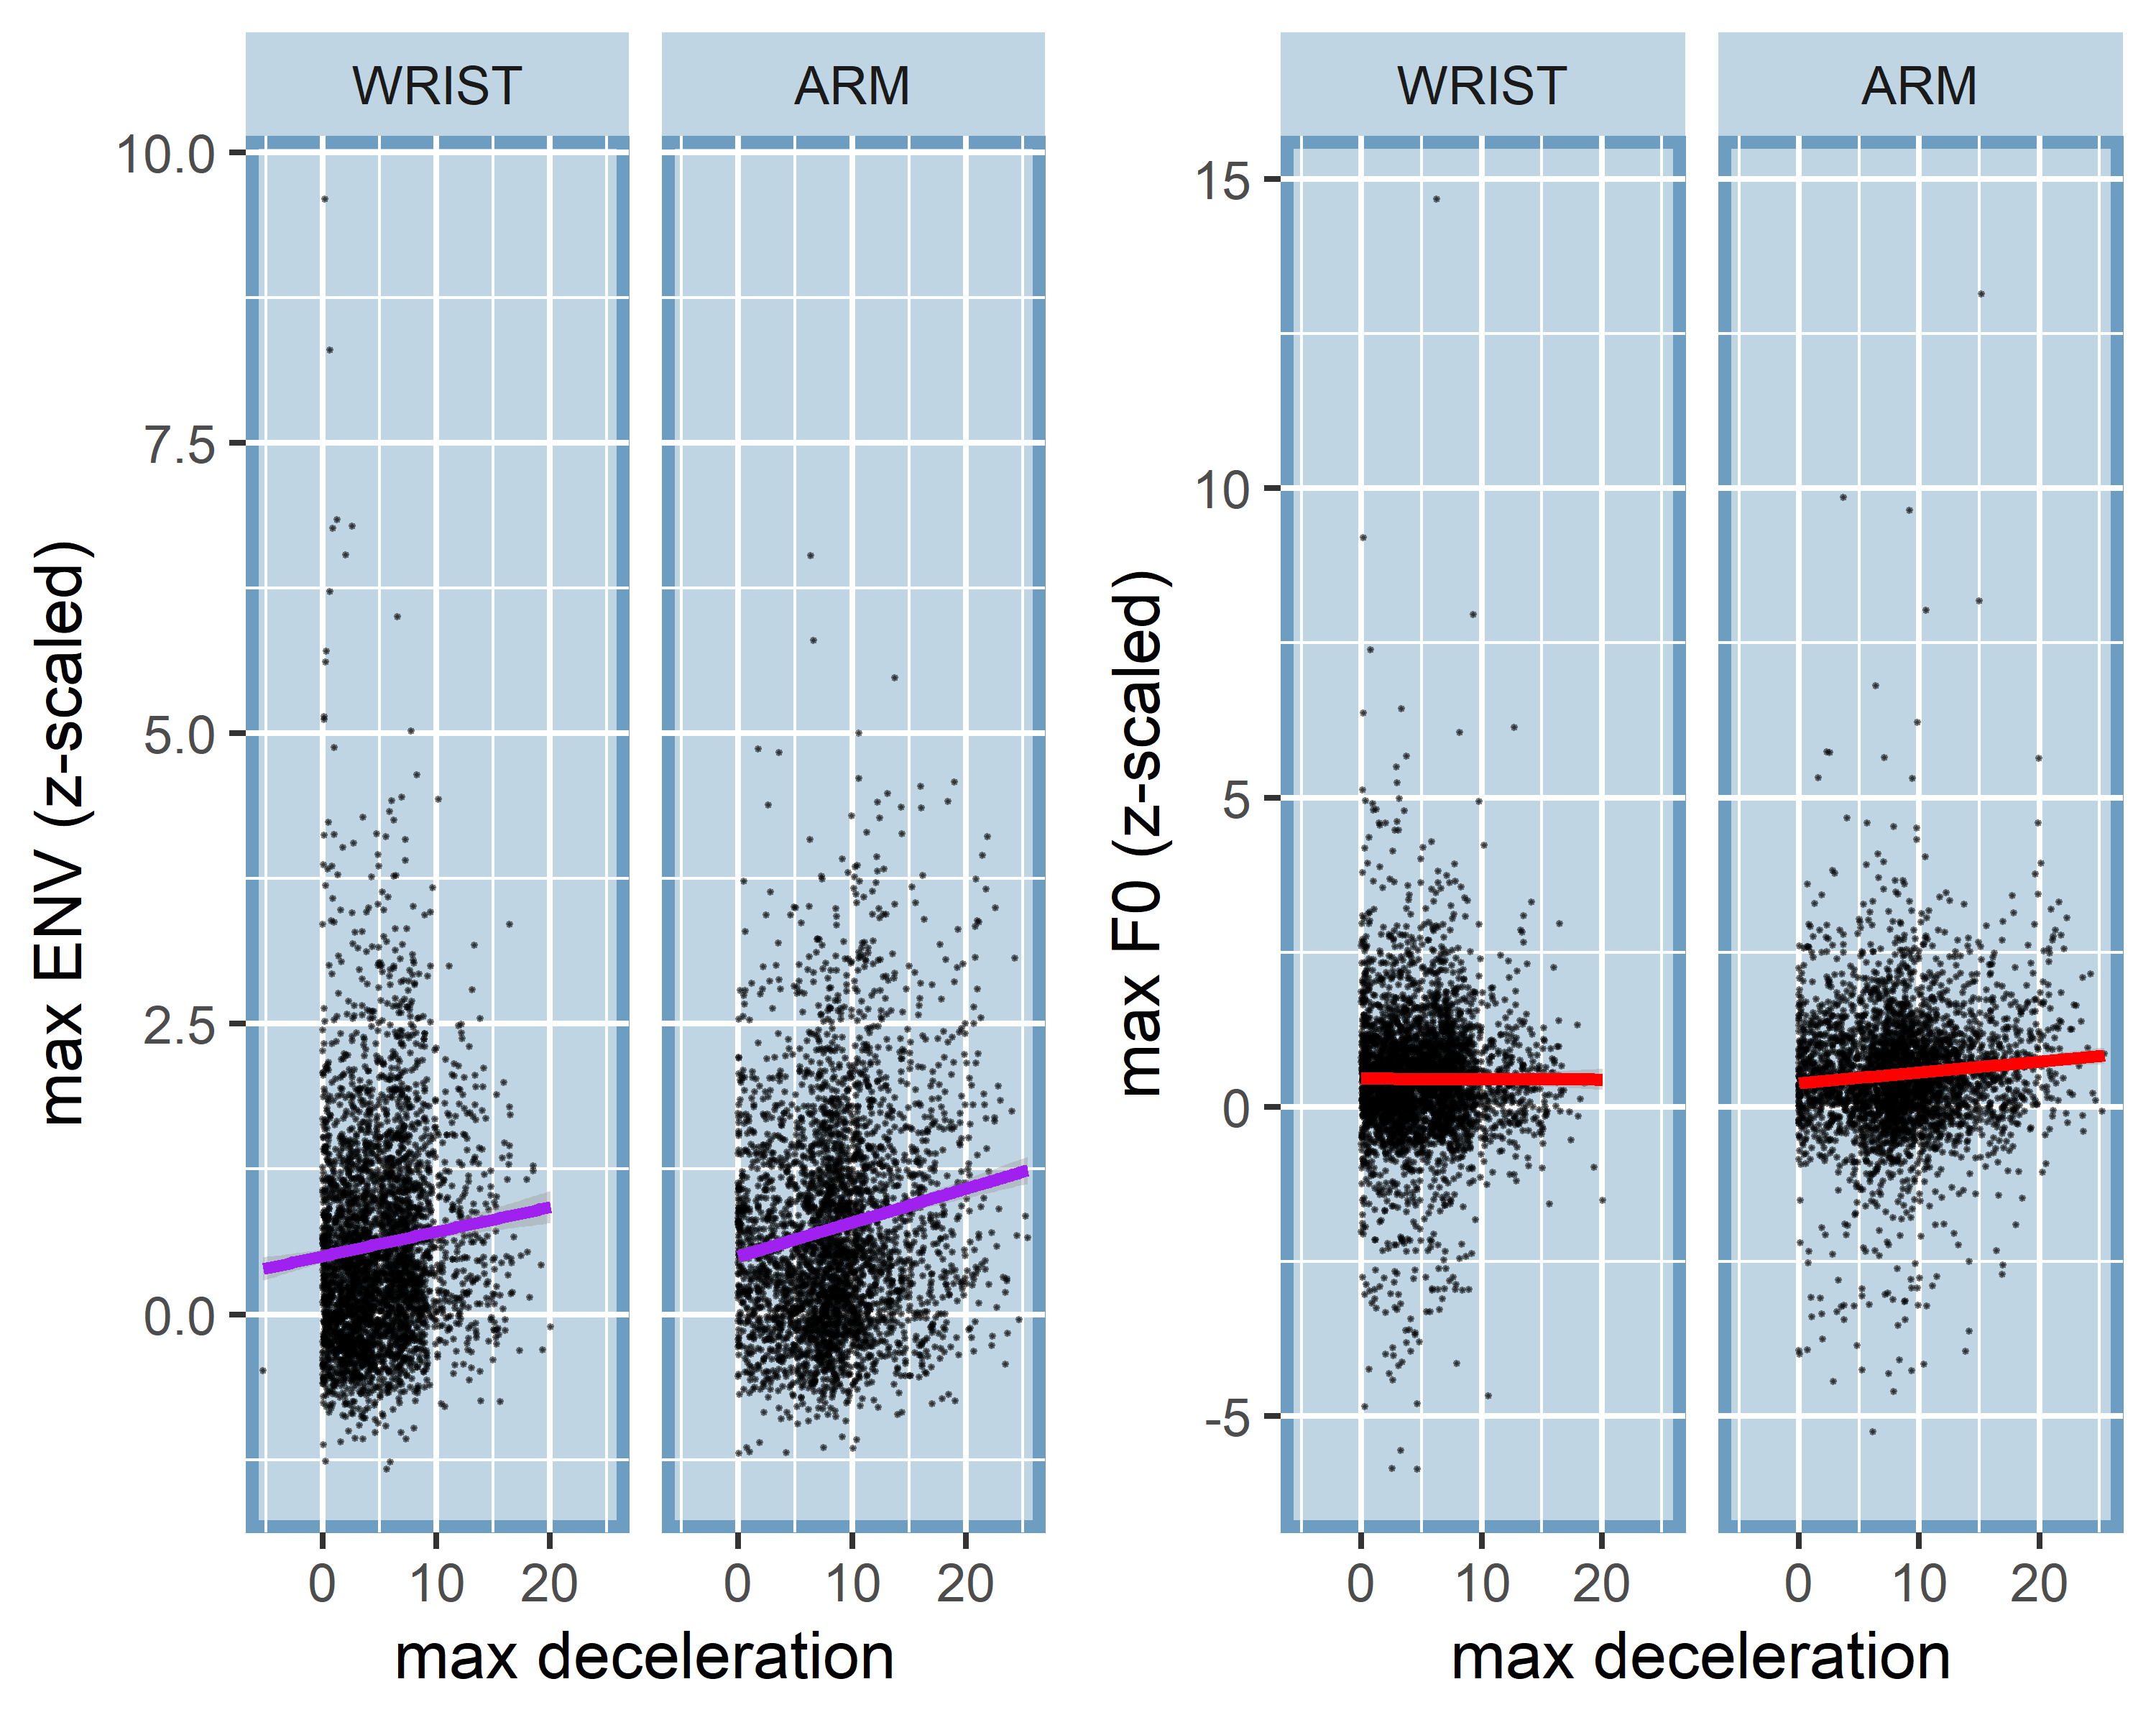 WRIST ARM
10.0
7.5
5.0
2.5
0.0
max ENV (z-scaled)
0 10 20 0 10 20
max deceleration
WRIST ARM
15
10
5
0
-5
max F0 (z-scaled)
0 10 20 0 10 20
max deceleration